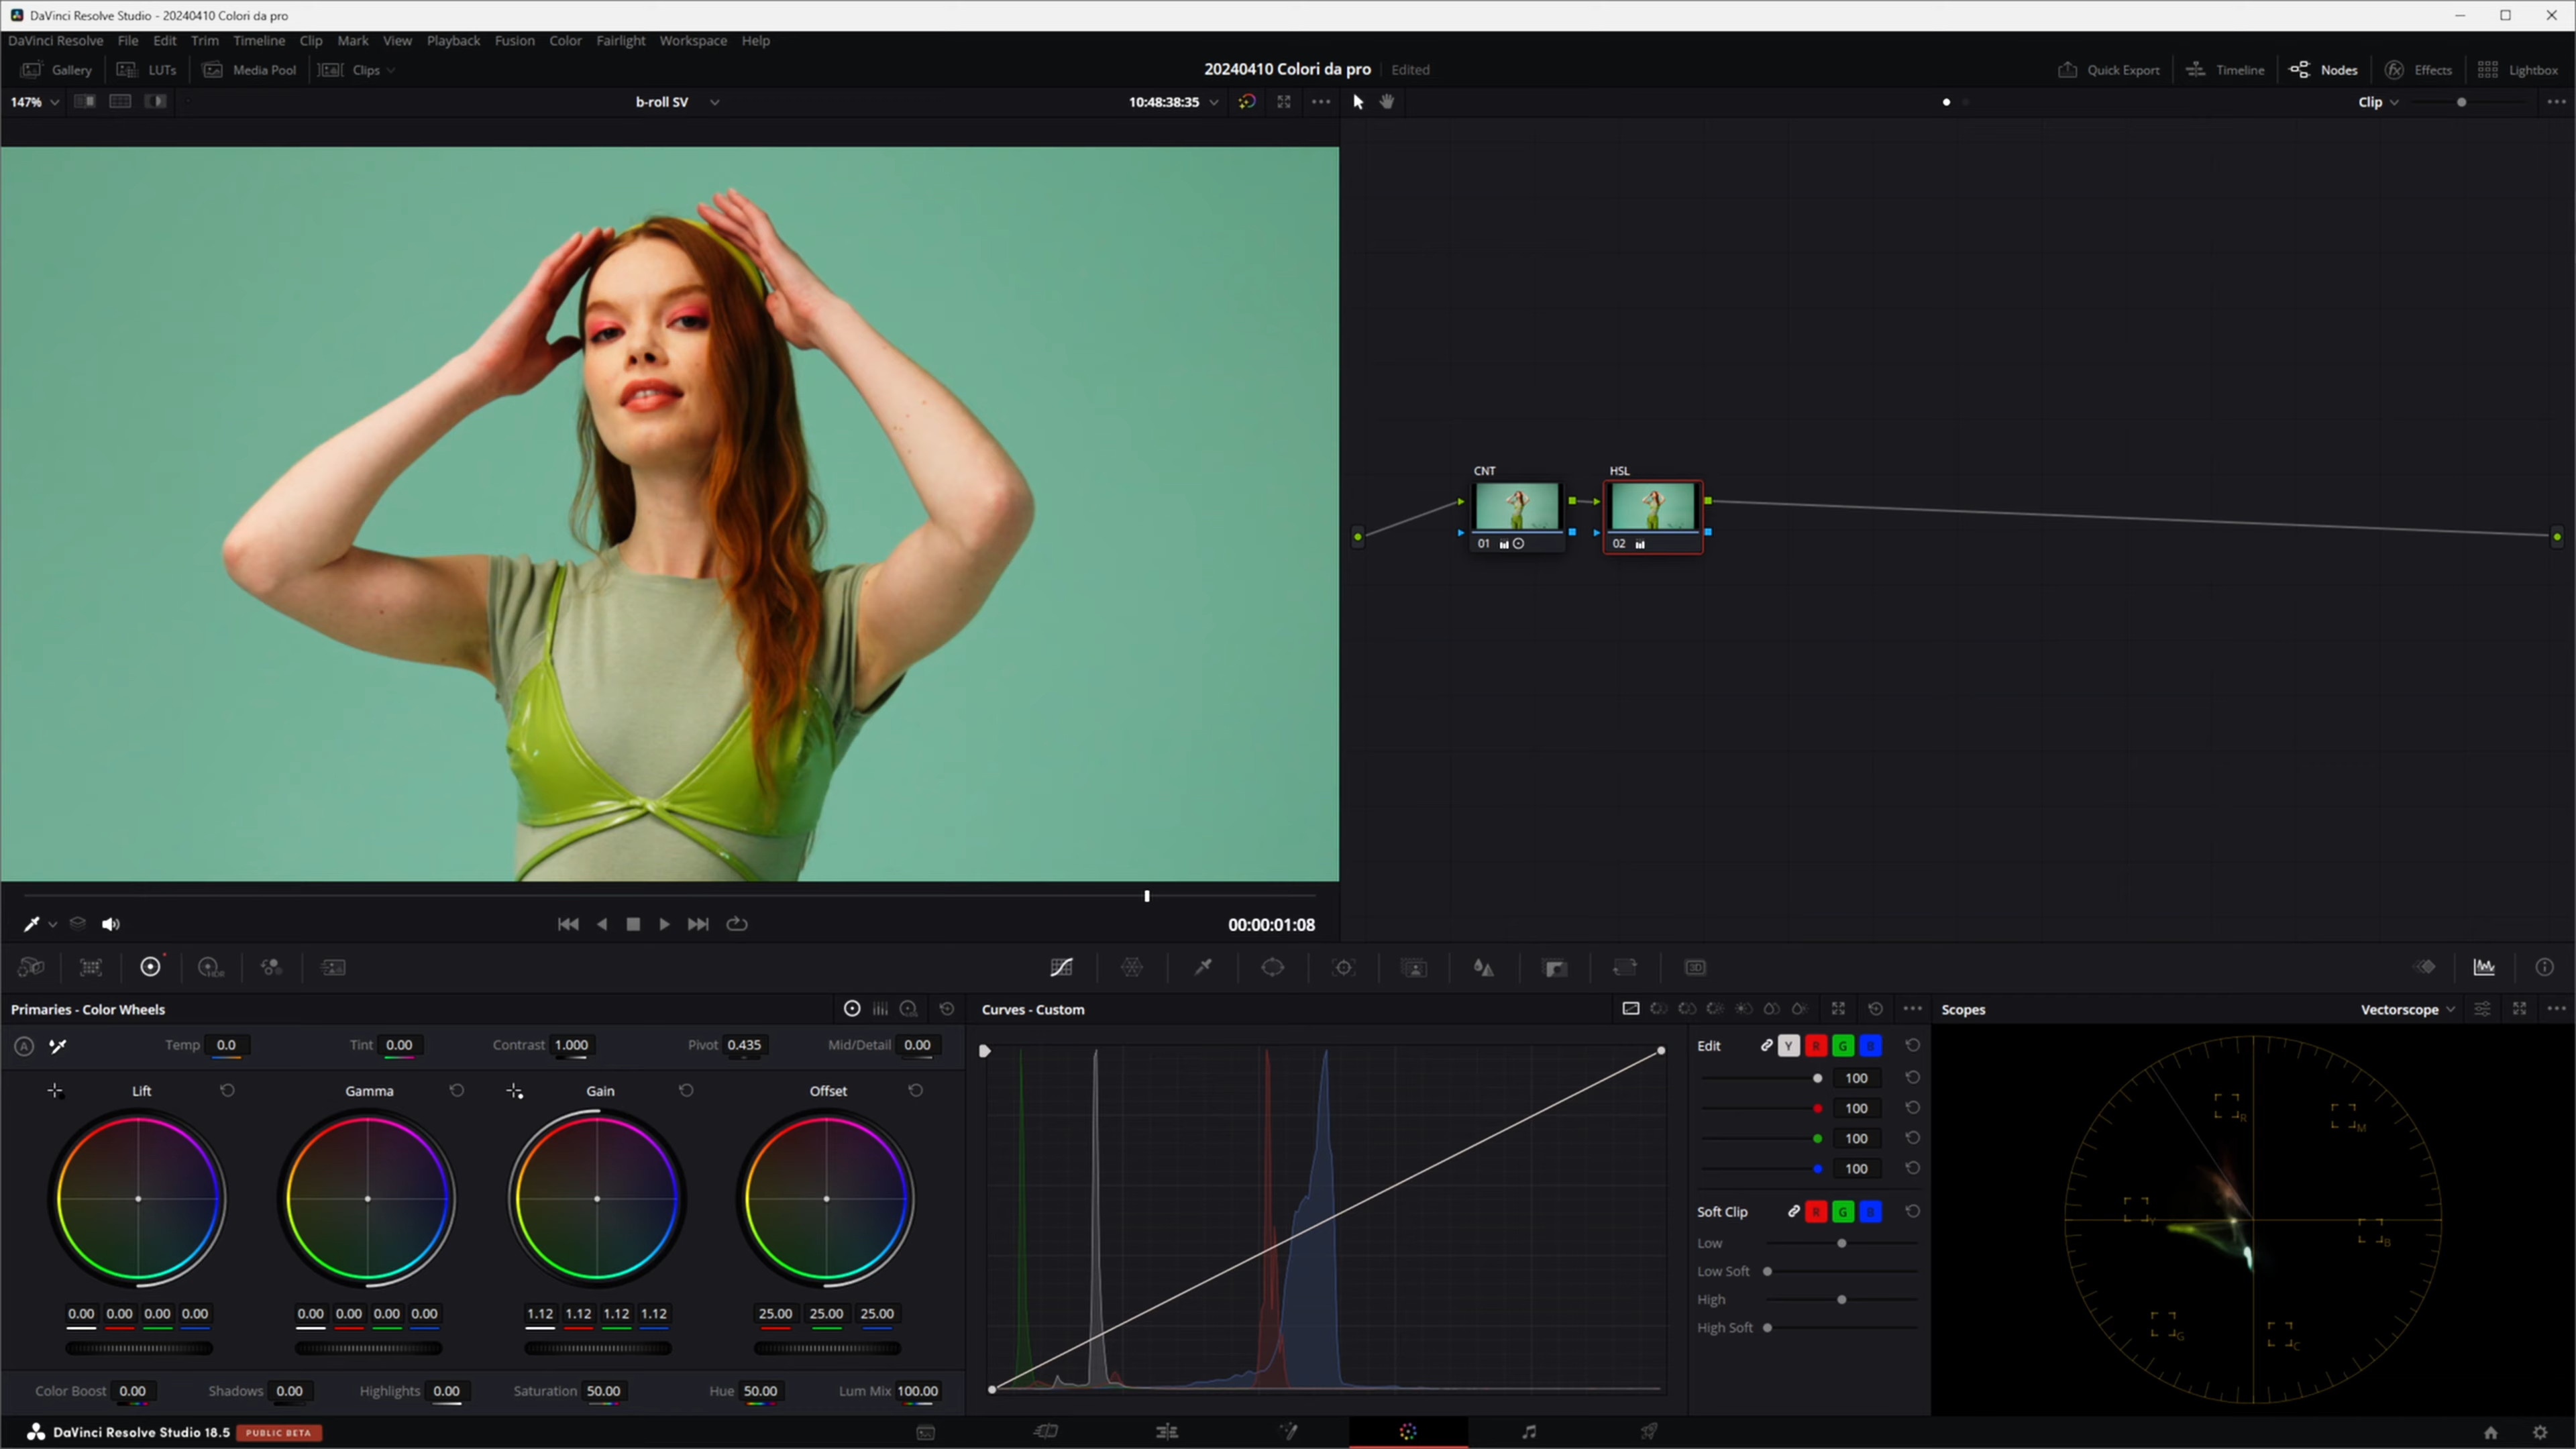 DaVinci Resolve Studio - 20240410 Colori da pro
DaVinci Resolve File Edit Trim Timeline Clip Mark View Playback Fusion Color Fairlight Workspace Help
Gallery LUTs Media Pool Clips 20240410 Colori da pro Edited Quick Export Timeline Nodes Effects Lightbox
147% b-roll SV 10:48:38:35 Clip
CNT HSL
01 02
00:00:01:08
HDR 3D
Primaries - Color Wheels Curves - Custom Scopes Vectorscope
A Temp 0.0 Tint 0.00 Contrast 1.000 Pivot 0.435 Mid/Detail 0.00 Edit Y R G B
Lift Gamma Gain Offset 100
100
100
100
Soft Clip R G B
Low
Low Soft
High
High Soft
R M Y B G C
0.00 0.00 0.00 0.00 0.00 0.00 0.00 0.00 1.12 1.12 1.12 1.12 25.00 25.00 25.00
Color Boost 0.00 Shadows 0.00 Highlights 0.00 Saturation 50.00 Hue 50.00 Lum Mix 100.00
DaVinci Resolve Studio 18.5 PUBLIC BETA